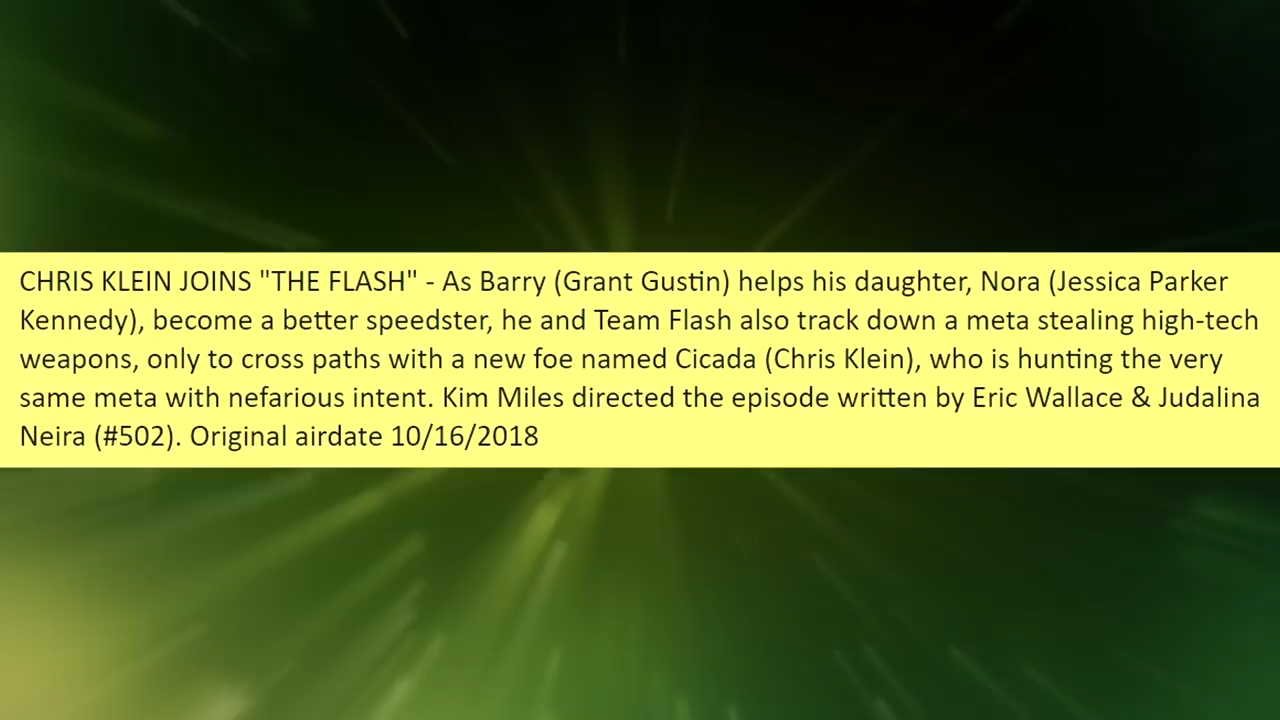 CHRIS KLEIN JOINS "THE FLASH" - As Barry (Grant Gustin) helps his daughter, Nora (Jessica Parker
Kennedy), become a better speedster, he and Team Flash also track down a meta stealing high-tech
weapons, only to cross paths with a new foe named Cicada (Chris Klein), who is hunting the very
same meta with nefarious intent. Kim Miles directed the episode written by Eric Wallace & Judalina
Neira (#502). Original airdate 10/16/2018